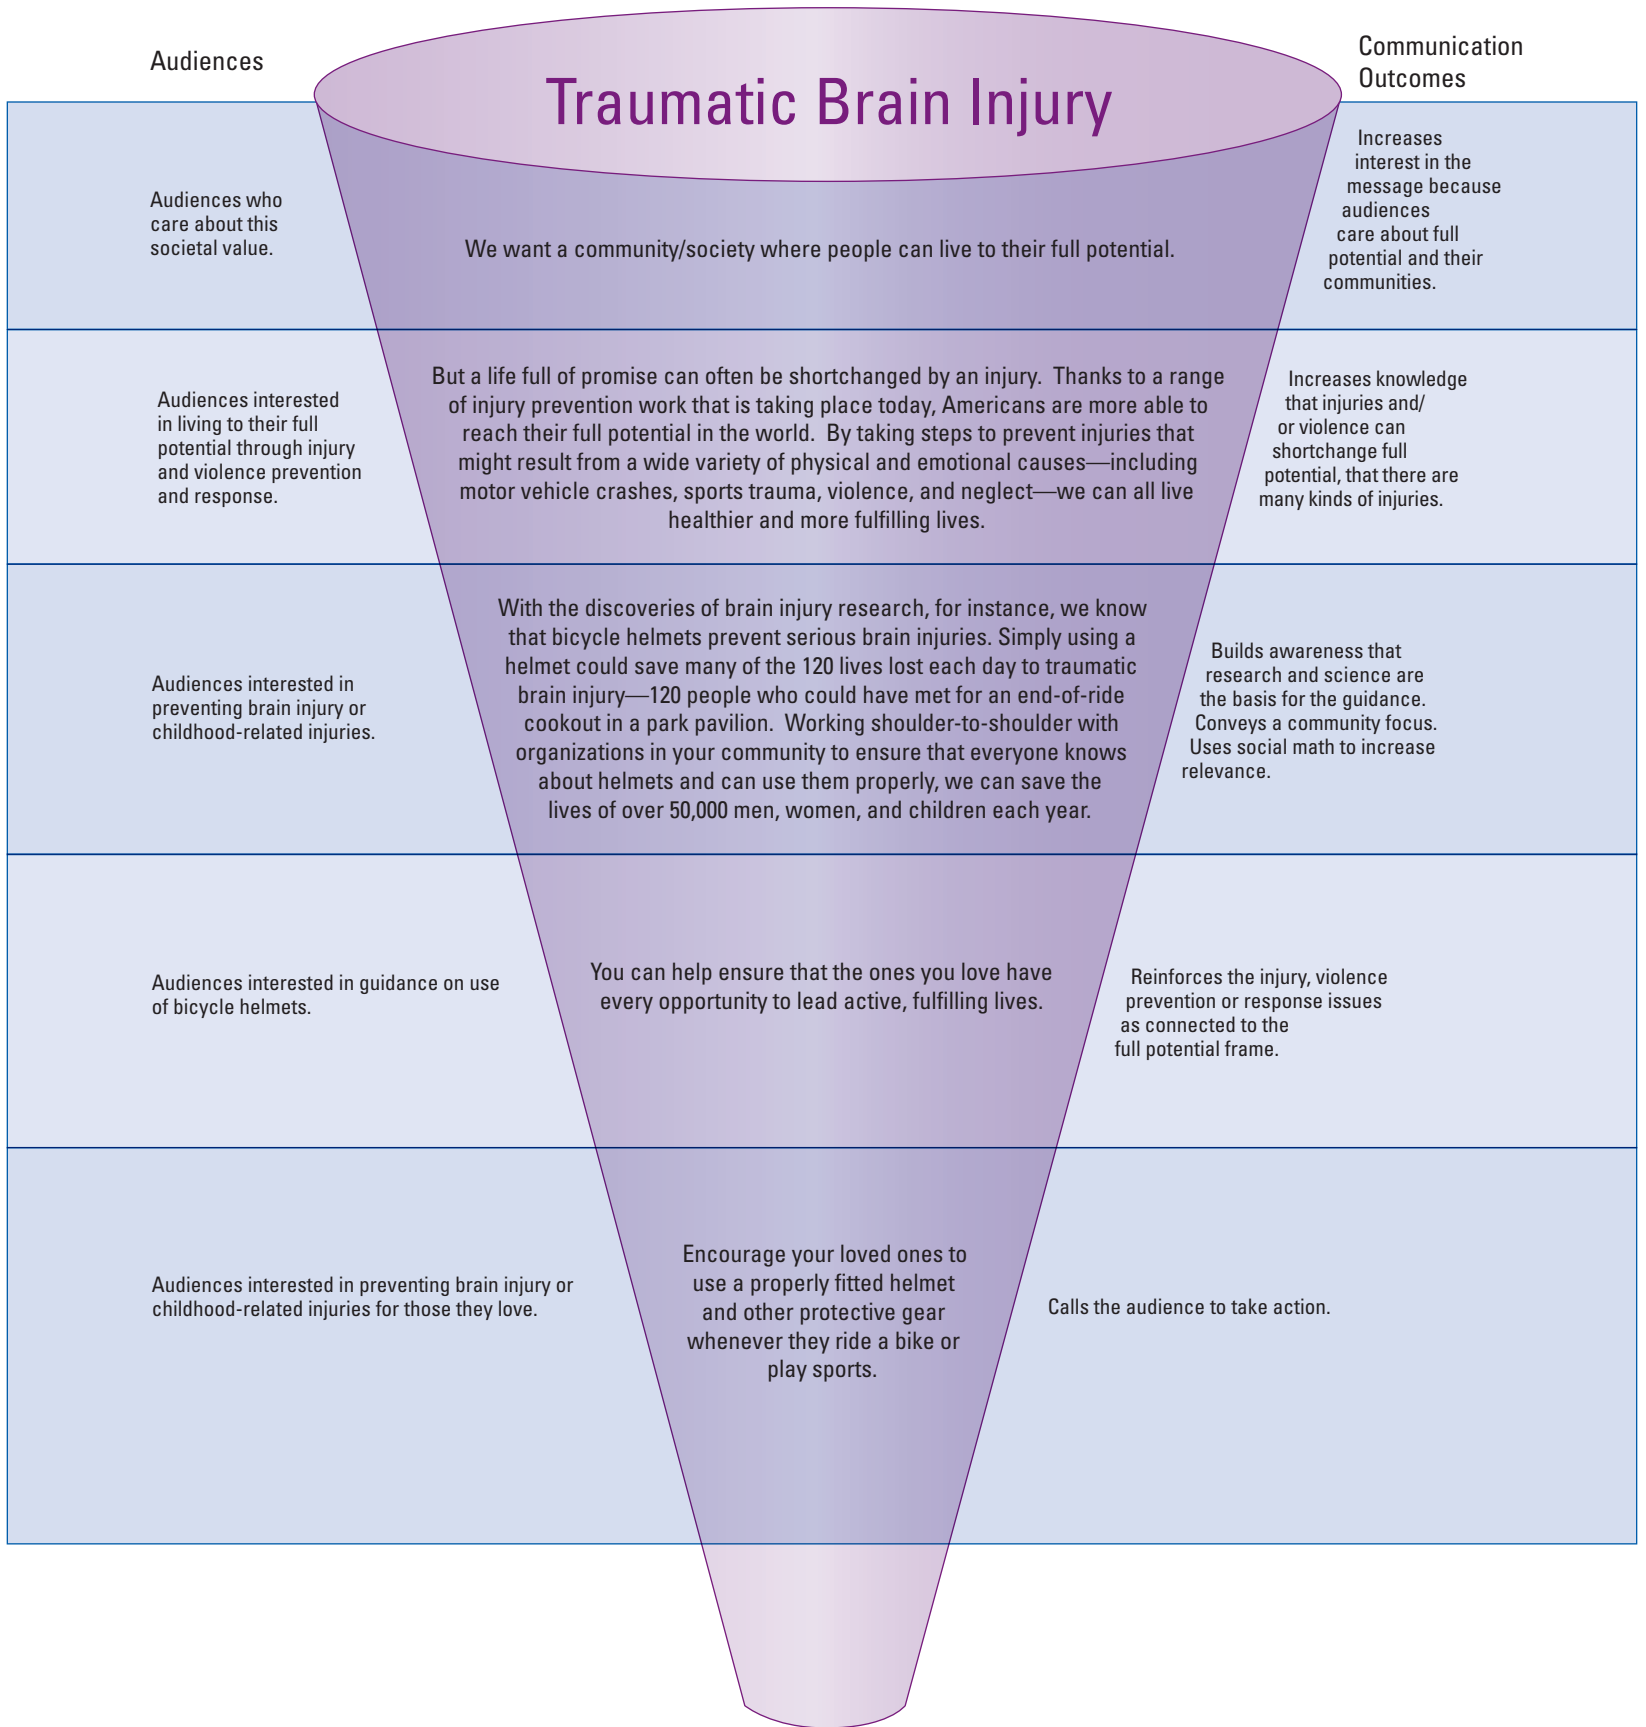 Audiences
Communication
Outcomes
Traumatic Brain Injury
Audiences who
care about this
societal value.
We want a community/society where people can live to their full potential.
Increases
interest in the
message because
audiences
care about full
potential and their
communities.
Audiences interested
in living to their full
potential through injury
and violence prevention
and response.
But a life full of promise can often be shortchanged by an injury. Thanks to a range
of injury prevention work that is taking place today, Americans are more able to
reach their full potential in the world. By taking steps to prevent injuries that
might result from a wide variety of physical and emotional causes—including
motor vehicle crashes, sports trauma, violence, and neglect—we can all live
healthier and more fulfilling lives.
Increases knowledge
that injuries and/
or violence can
shortchange full
potential, that there are
many kinds of injuries.
Audiences interested in
preventing brain injury or
childhood-related injuries.
With the discoveries of brain injury research, for instance, we know
that bicycle helmets prevent serious brain injuries. Simply using a
helmet could save many of the 120 lives lost each day to traumatic
brain injury—120 people who could have met for an end-of-ride
cookout in a park pavilion. Working shoulder-to-shoulder with
organizations in your community to ensure that everyone knows
about helmets and can use them properly, we can save the
lives of over 50,000 men, women, and children each year.
Builds awareness that
research and science are
the basis for the guidance.
Conveys a community focus.
Uses social math to increase
relevance.
Audiences interested in guidance on use
of bicycle helmets.
You can help ensure that the ones you love have
every opportunity to lead active, fulfilling lives.
Reinforces the injury, violence
prevention or response issues
as connected to the
full potential frame.
Audiences interested in preventing brain injury or
childhood-related injuries for those they love.
Encourage your loved ones to
use a properly fitted helmet
and other protective gear
whenever they ride a bike or
play sports.
Calls the audience to take action.